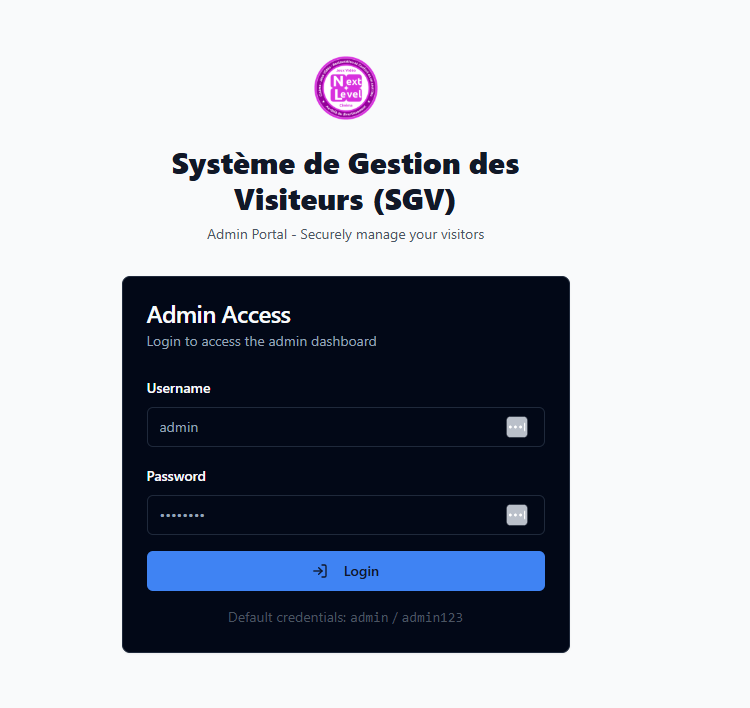 Next
Level
Système de Gestion des
Visiteurs (SGV)
Admin Portal - Securely manage your visitors
Admin Access
Login to access the admin dashboard
Username
admin
Password
••••••••
Login
Default credentials: admin / admin123